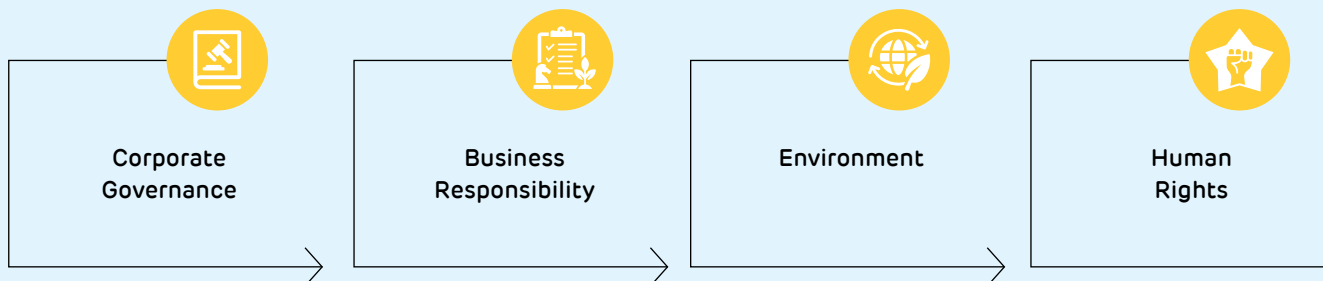 Corporate
Governance
Business
Responsibility
Environment
Human
Rights